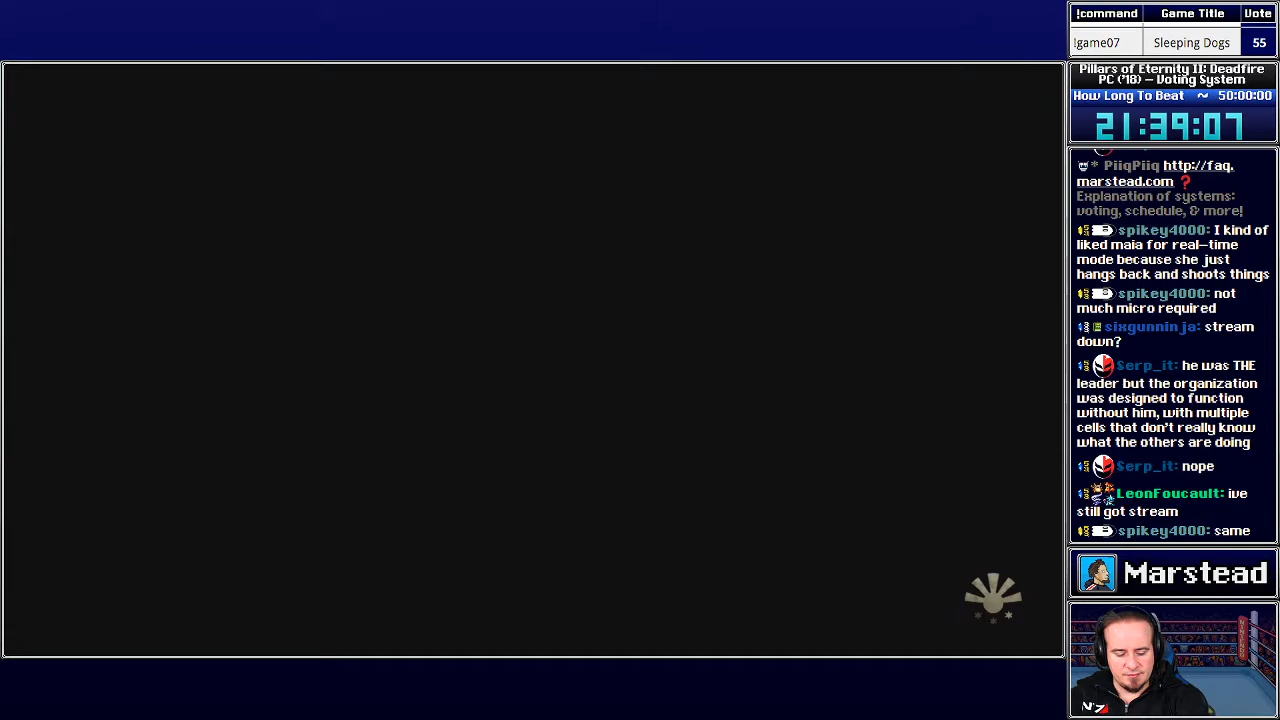 !command Game Title Vote
!game07 Sleeping Dogs 55
Pillars of Eternity II: Deadfire
PC ('18) — Voting System
How Long To Beat ~ 50:00:00
21:39:07
PiiqPiiq http://faq.
marstead.com ❓
Explanation of systems:
voting, schedule, & more!
spikey4000: I kind of
liked maia for real-time
mode because she just
hangs back and shoots things
spikey4000: not
much micro required
sixgunninja: stream
down?
Serp_it: he was THE
leader but the organization
was designed to function
without him, with multiple
cells that don't really know
what the others are doing
Serp_it: nope
LeonFoucault: ive
still got stream
spikey4000: same
Marstead
N7